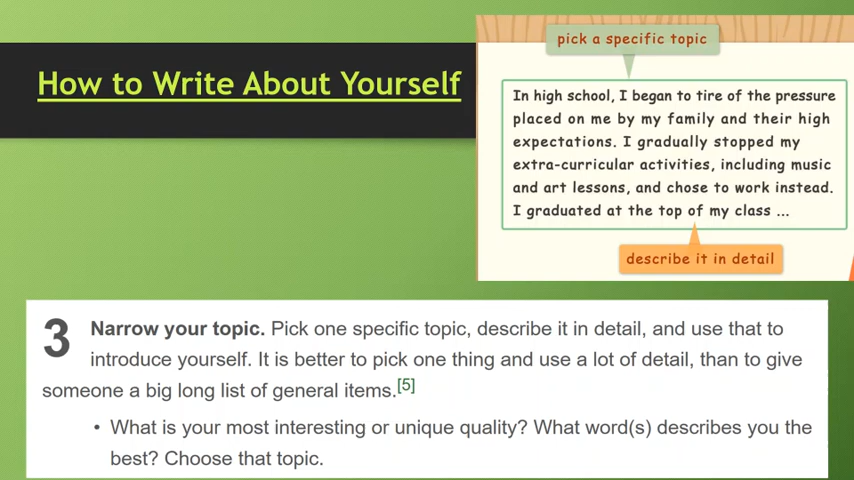 How to Write About Yourself
pick a specific topic
In high school, I began to tire of the pressure
placed on me by my family and their high
expectations. I gradually stopped my
extra-curricular activities, including music
and art lessons, and chose to work instead.
I graduated at the top of my class ...
describe it in detail
3 Narrow your topic. Pick one specific topic, describe it in detail, and use that to
introduce yourself. It is better to pick one thing and use a lot of detail, than to give
someone a big long list of general items.[5]
• What is your most interesting or unique quality? What word(s) describes you the
best? Choose that topic.